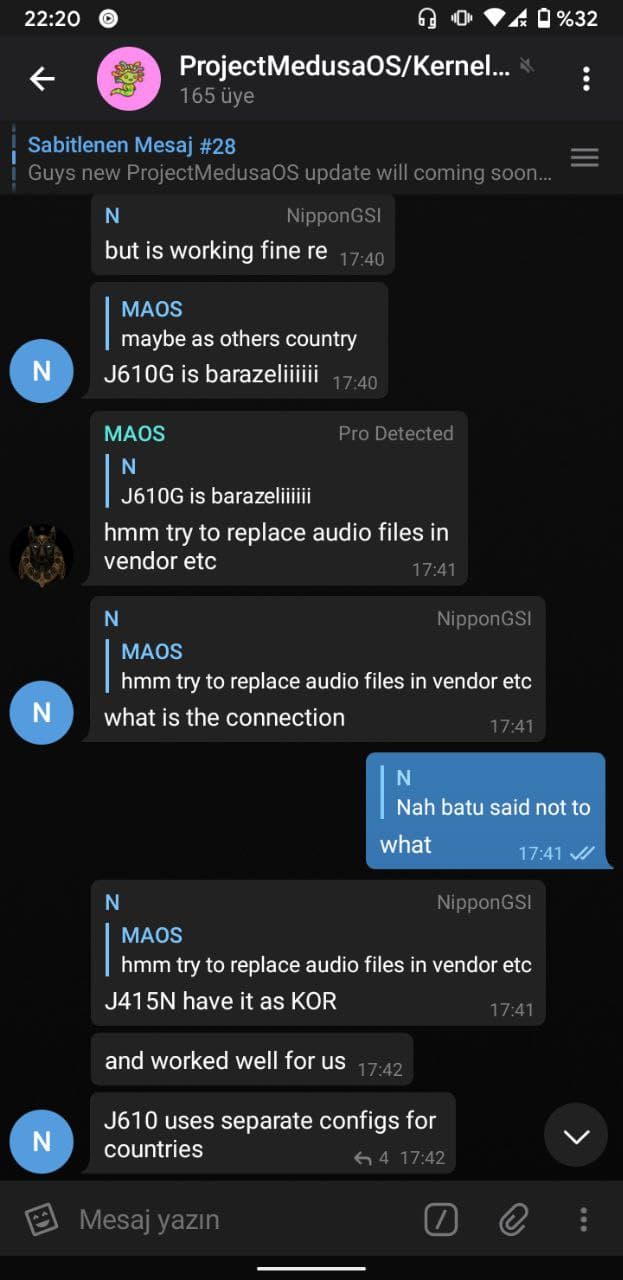 22:20
%32
ProjectMedusaOS/Kernel...
165 üye
Sabitlenen Mesaj #28
Guys new ProjectMedusaOS update will coming soon...
N NipponGSI
but is working fine re 17:40
MAOS
maybe as others country
J610G is barazeliiiiii 17:40
N
MAOS Pro Detected
N
J610G is barazeliiiiii
hmm try to replace audio files in
vendor etc 17:41
N NipponGSI
MAOS
hmm try to replace audio files in vendor etc
what is the connection 17:41
N
N
Nah batu said not to
what 17:41
N NipponGSI
MAOS
hmm try to replace audio files in vendor etc
J415N have it as KOR 17:41
and worked well for us 17:42
J610 uses separate configs for
countries 4 17:42
N
Mesaj yazın